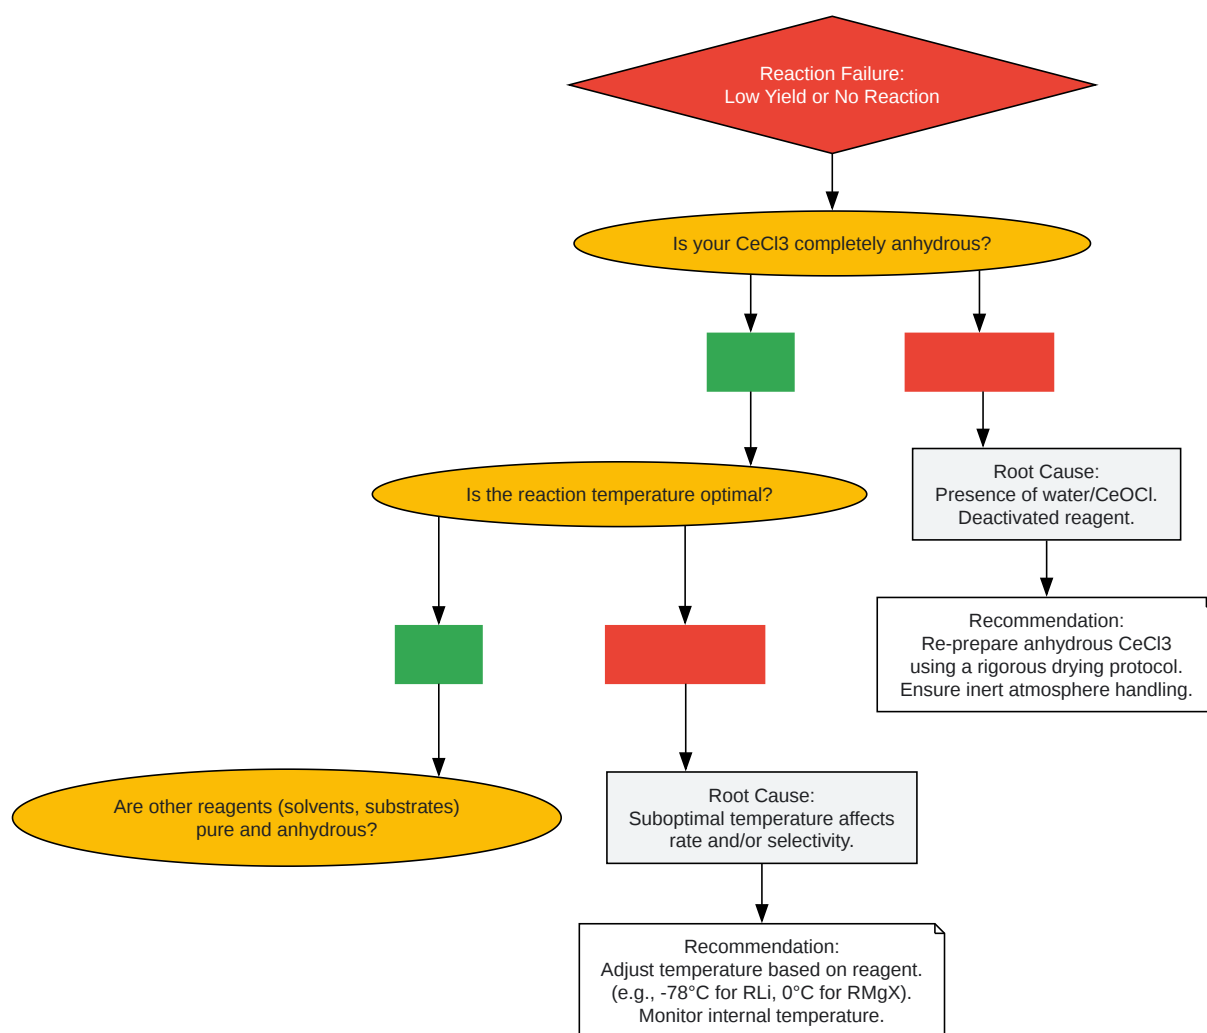 Reaction Failure:
Low Yield or No Reaction
Is your CeCl3 completely anhydrous?
Is the reaction temperature optimal?
Root Cause:
Presence of water/CeOCl.
Deactivated reagent.
Recommendation:
Re-prepare anhydrous CeCl3
using a rigorous drying protocol.
Ensure inert atmosphere handling.
Are other reagents (solvents, substrates)
pure and anhydrous?
Root Cause:
Suboptimal temperature affects
rate and/or selectivity.
Recommendation:
Adjust temperature based on reagent.
(e.g., -78°C for RLi, 0°C for RMgX).
Monitor internal temperature.